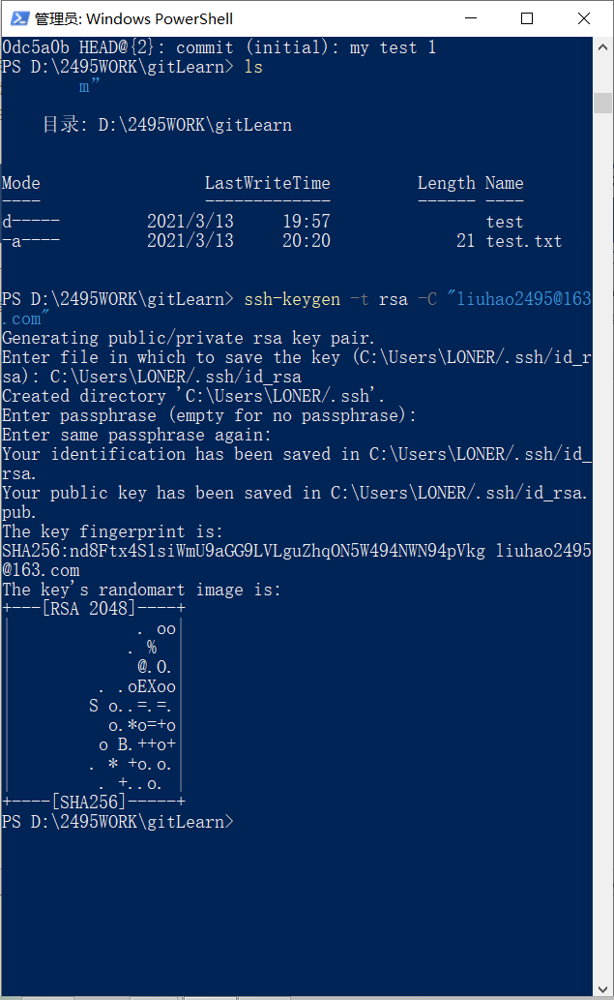 管理员: Windows PowerShell
0dc5a0b HEAD@{2}: commit (initial): my test 1
PS D:\2495WORK\gitLearn> ls
m”
目录: D:\2495WORK\gitLearn
Mode                LastWriteTime         Length Name
----                -------------         ------ ----
d-----        2021/3/13     19:57                test
-a----        2021/3/13     20:20             21 test.txt
PS D:\2495WORK\gitLearn> ssh-keygen -t rsa -C "liuhao2495@163
.com"
Generating public/private rsa key pair.
Enter file in which to save the key (C:\Users\LONER/.ssh/id_r
sa): C:\Users\LONER/.ssh/id_rsa
Created directory 'C:\Users\LONER/.ssh'.
Enter passphrase (empty for no passphrase):
Enter same passphrase again:
Your identification has been saved in C:\Users\LONER/.ssh/id_
rsa.
Your public key has been saved in C:\Users\LONER/.ssh/id_rsa.
pub.
The key fingerprint is:
SHA256:nd8Ftx4S1siWmU9aGG9LVLguZhqON5W494NWN94pVkg liuhao2495
@163.com
The key's randomart image is:
+---[RSA 2048]----+
|             . oo|
|            . %  |
|             @.O.|
|         . .oEXoo|
|        S o..=.=.|
|          o.*o=+o|
|         o B.++o+|
|        . * +o.o.|
|         . +..o. |
+----[SHA256]-----+
PS D:\2495WORK\gitLearn>